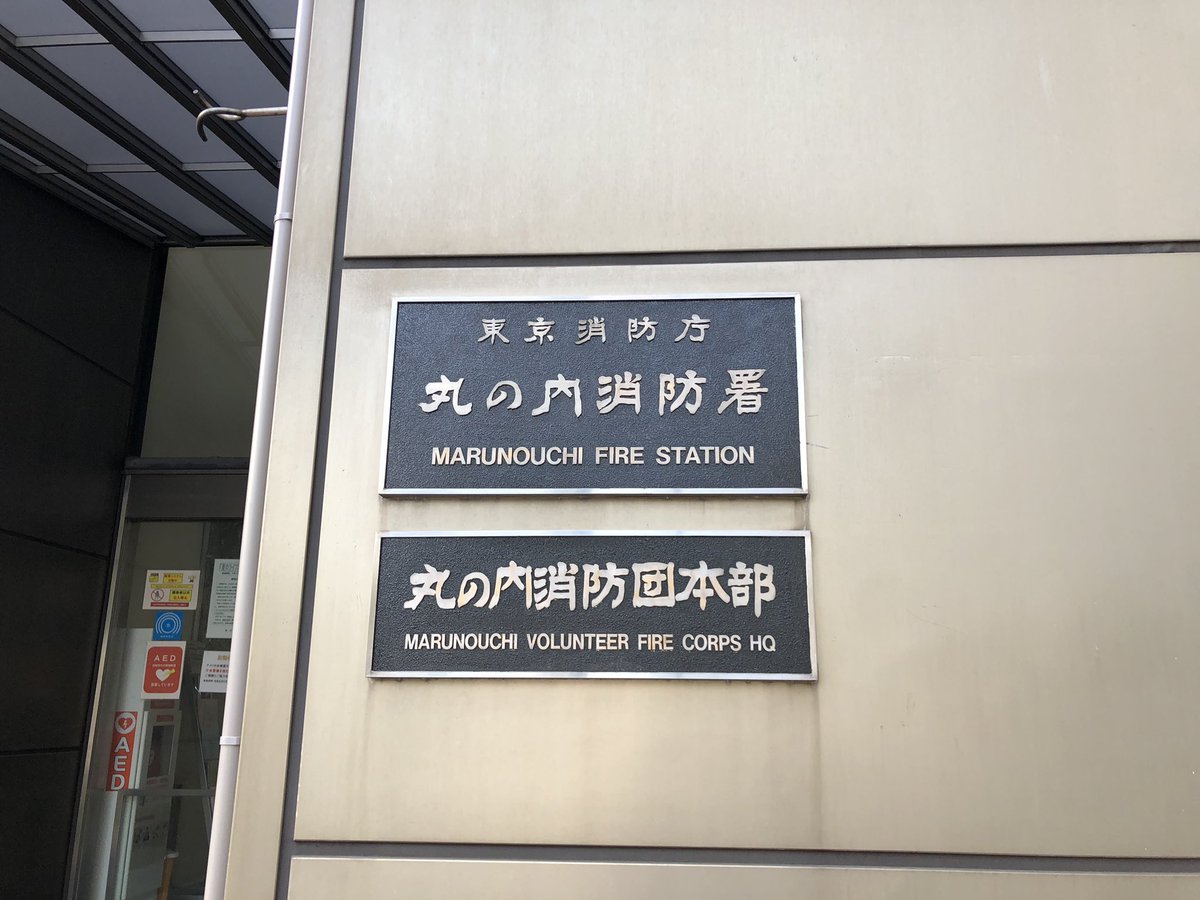 東京消防庁
丸の内消防署
MARUNOUCHI FIRE STATION
丸の内消防団本部
MARUNOUCHI VOLUNTEER FIRE CORPS HQ
AED
AED